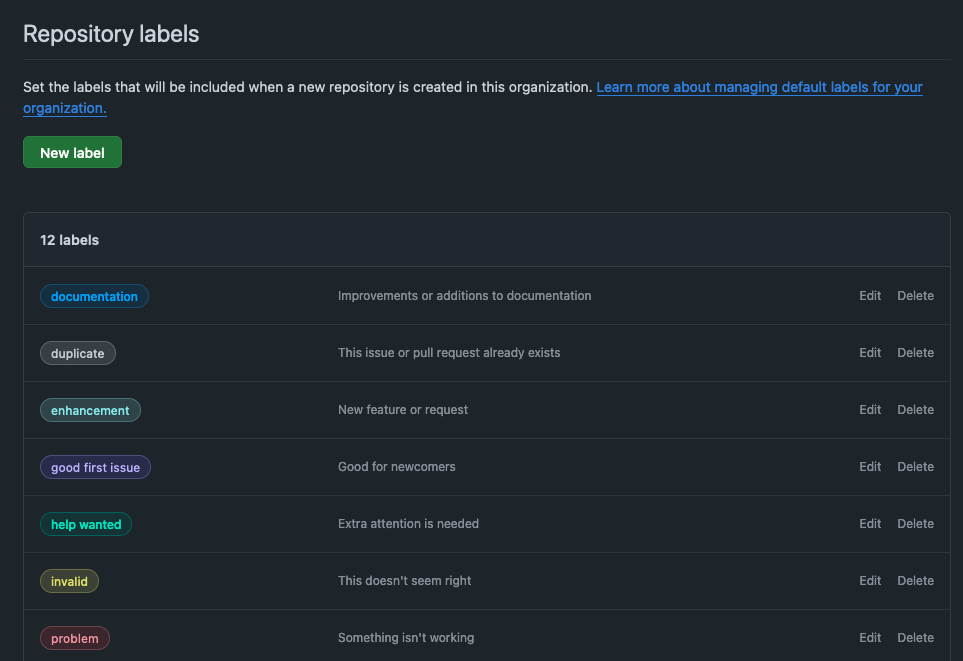 Repository labels
Set the labels that will be included when a new repository is created in this organization. Learn more about managing default labels for your
organization.
New label
12 labels
documentation Improvements or additions to documentation Edit Delete
duplicate This issue or pull request already exists Edit Delete
enhancement New feature or request Edit Delete
good first issue Good for newcomers Edit Delete
help wanted Extra attention is needed Edit Delete
invalid This doesn't seem right Edit Delete
problem Something isn't working Edit Delete